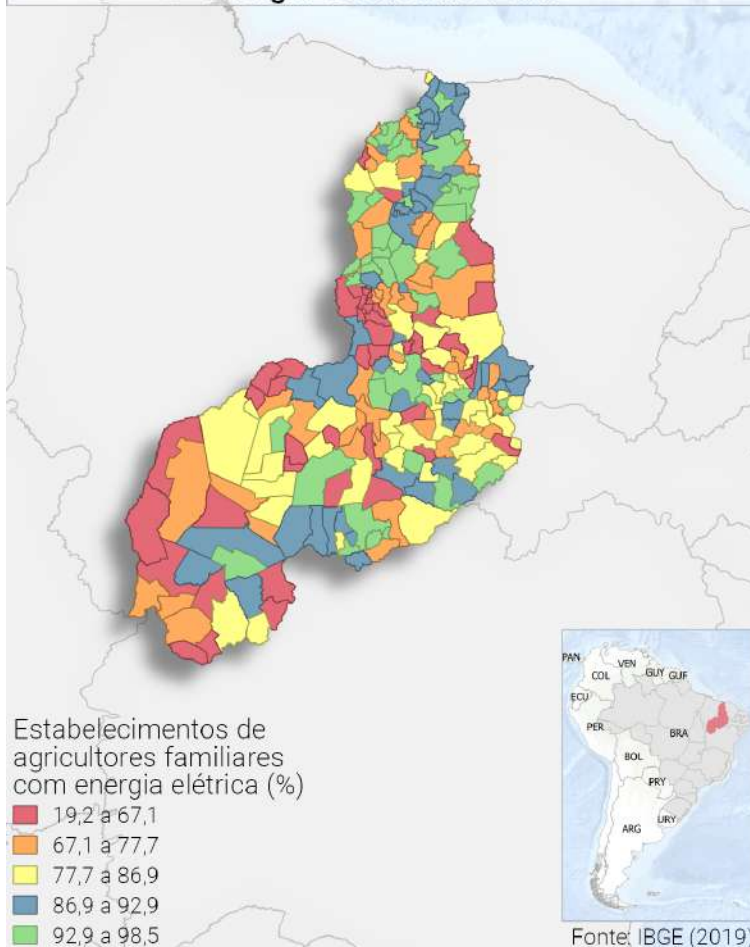 PAN
VEN
COL
GUY
GUF
ECU
PER
BRA
BOL
PRY
URY
ARG
Estabelecimentos de
agricultores familiares
com energia elétrica (%)
19,2 a 67,1
67,1 a 77,7
77,7 a 86,9
86,9 a 92,9
92,9 a 98,5
Fonte: IBGE (2019